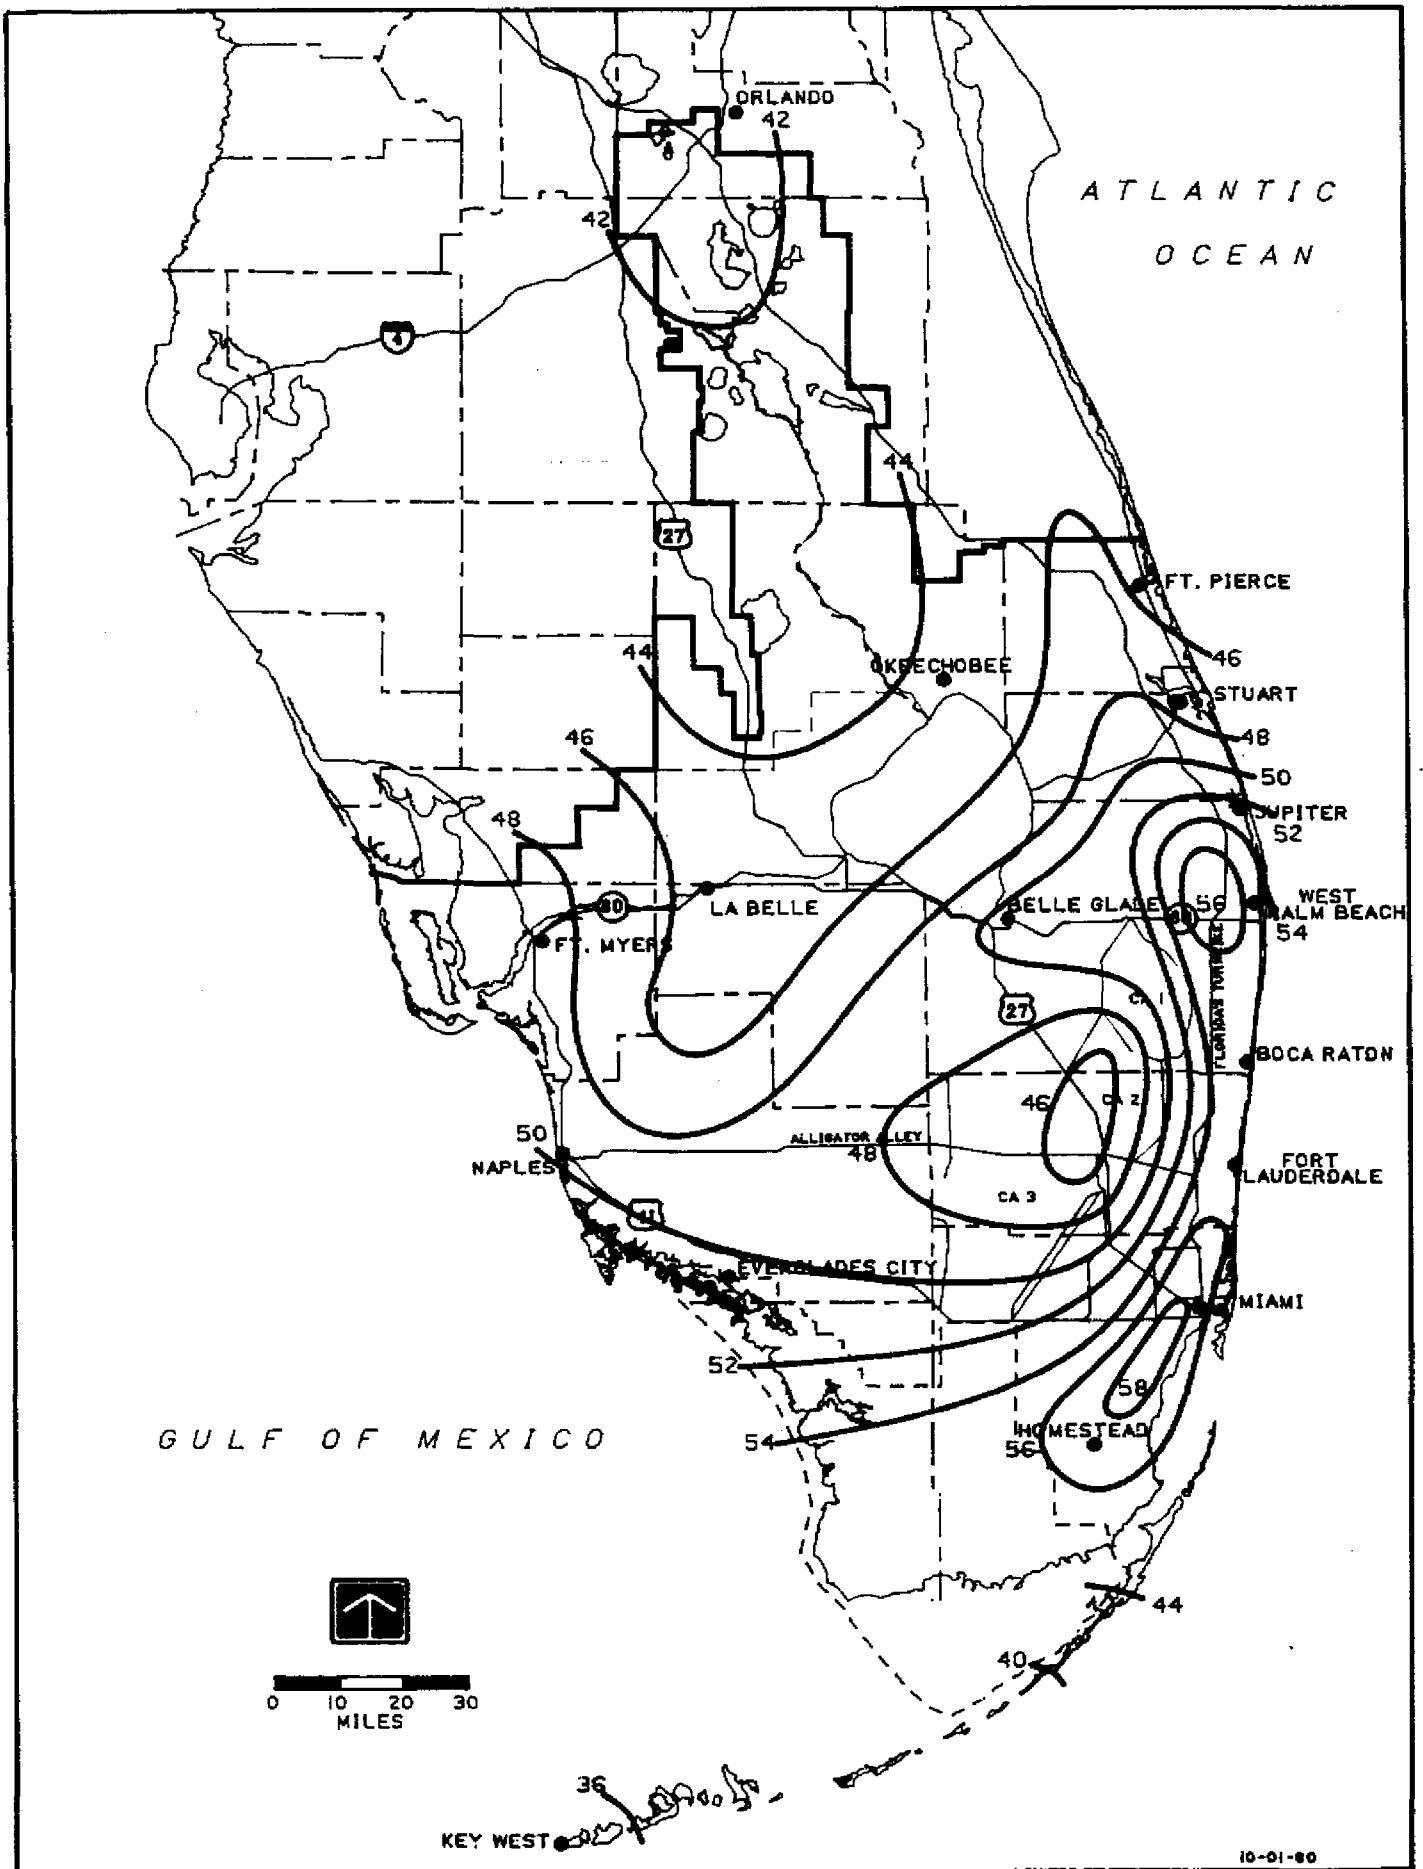 ORLANDO
42
ATLANTIC
OCEAN
42
4
44
27
FT. PIERCE
44
46
OKEECHOBEE
STUART
46
48
50
48
JUPITER
52
80
LA BELLE
BELLE GLADE
56
WEST
PALM BEACH
54
FT. MYERS
FLORIDA'S TURNPIKE
27
BOCA RATON
46
CA 2
50
ALLIGATOR ALLEY
48
NAPLES
FORT
LAUDERDALE
CA 3
41
EVERGLADES CITY
MIAMI
52
58
GULF OF MEXICO
54
HOMESTEAD
56
44
40
0 10 20 30
MILES
36
KEY WEST
10-01-80